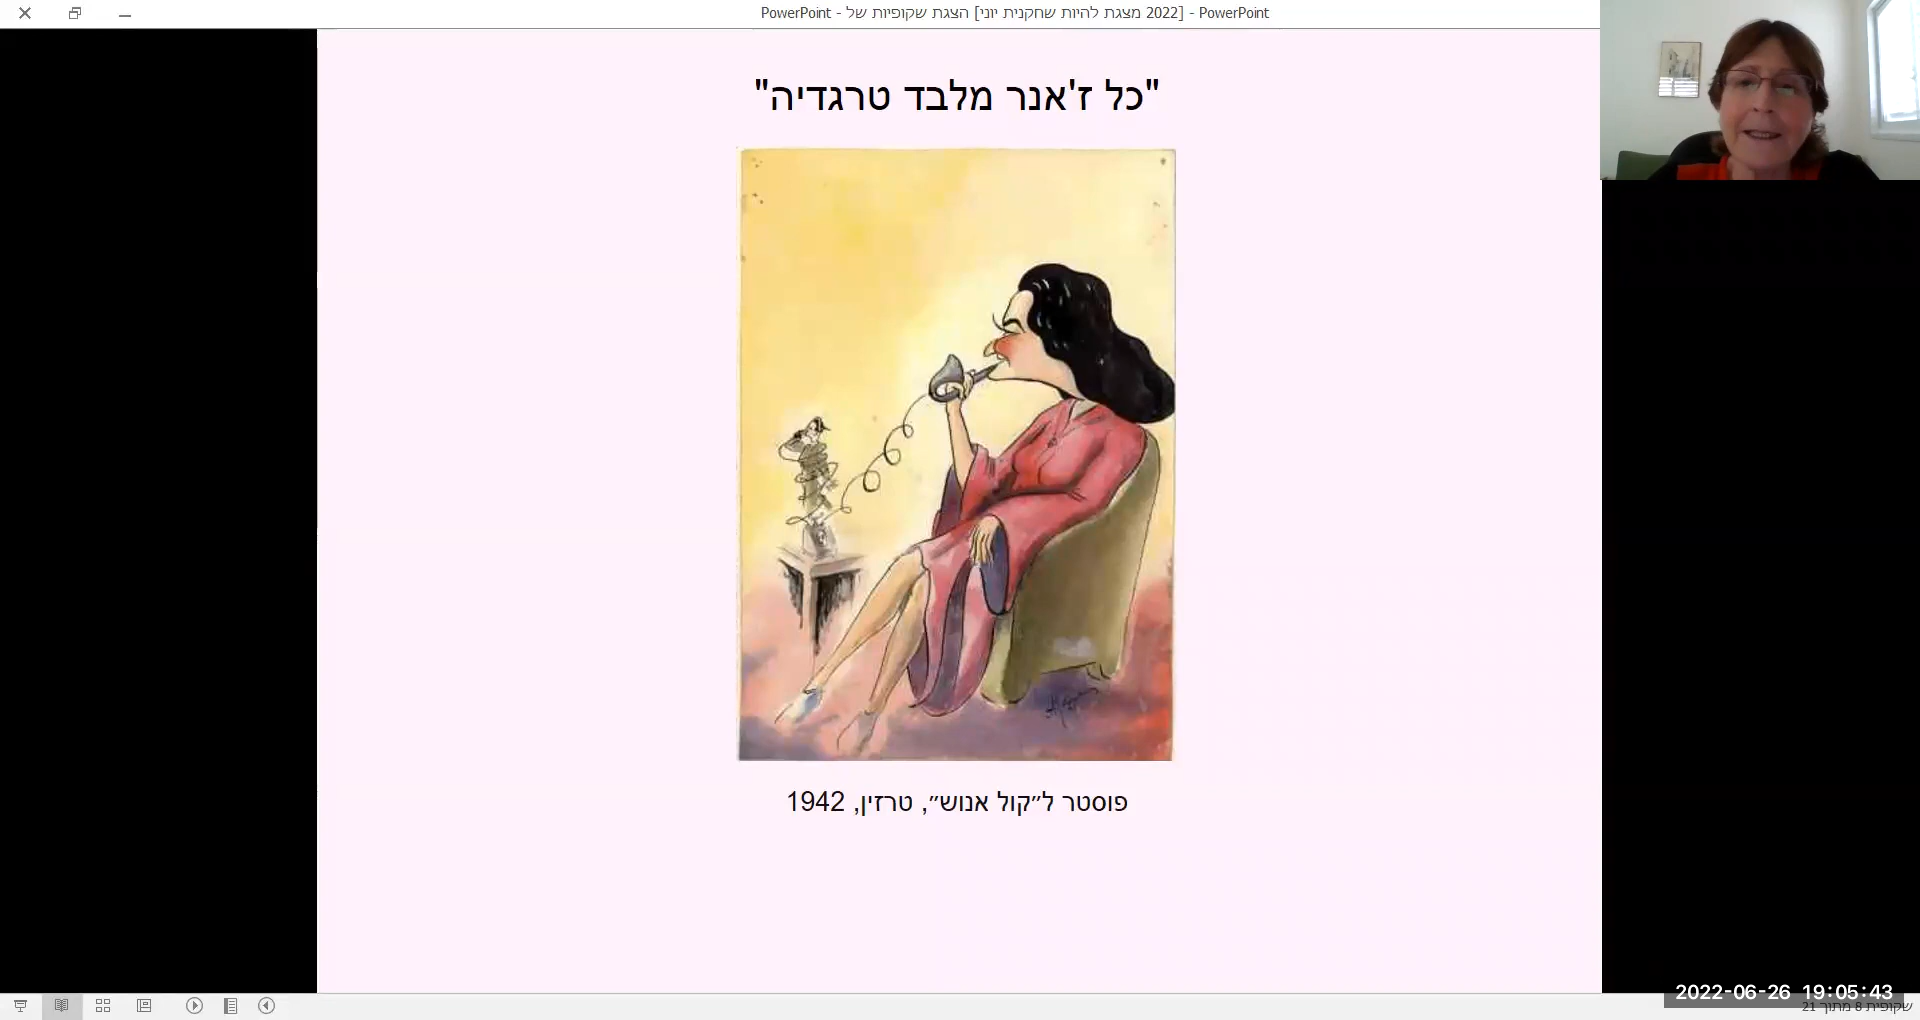 PowerPoint - [2022 מצגת להיות שחקנית יוני] הצגת שקופיות של - PowerPoint
"כל ז'אנר מלבד טרגדיה"
פוסטר ל״קול אנוש״, טרזין, 1942
2022-06-26 19:05:43
שקופית 8 מתוך 21